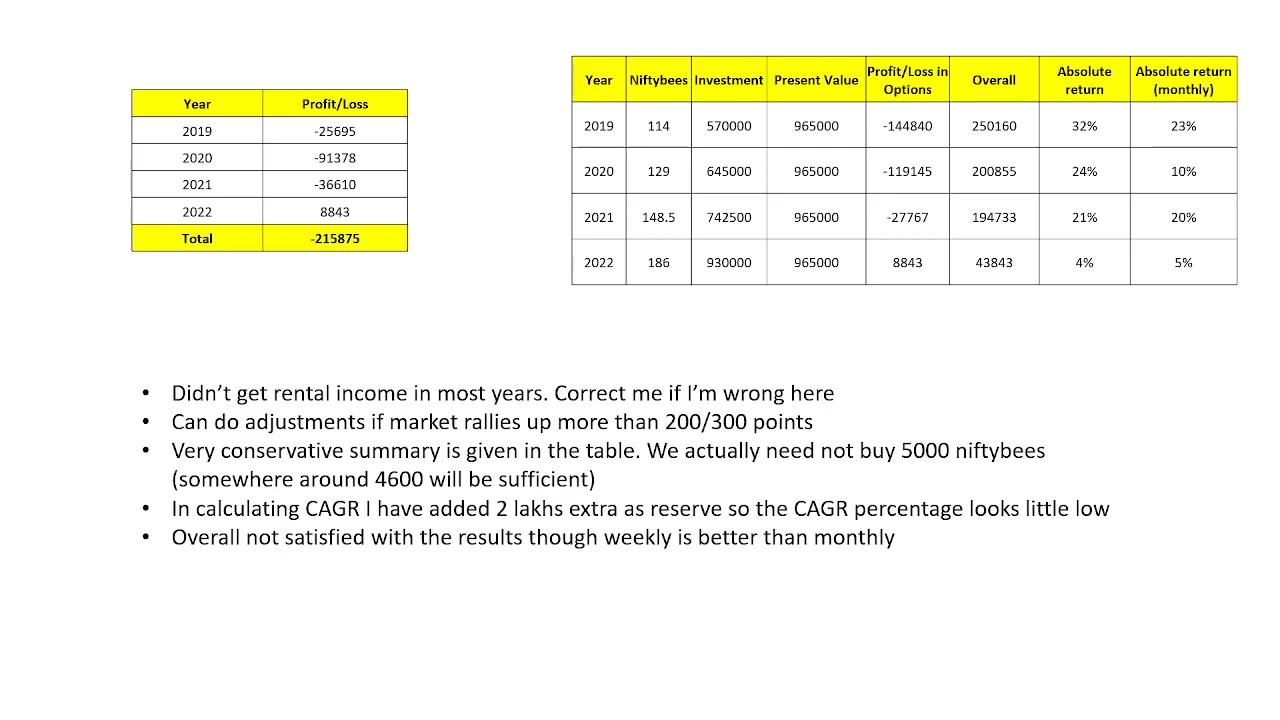 Year Profit/Loss
2019 -25695
2020 -91378
2021 -36610
2022 8843
Total -215875
Year Niftybees Investment Present Value Profit/Loss in Options Overall Absolute return Absolute return (monthly)
2019 114 570000 965000 -144840 250160 32% 23%
2020 129 645000 965000 -119145 200855 24% 10%
2021 148.5 742500 965000 -27767 194733 21% 20%
2022 186 930000 965000 8843 43843 4% 5%
• Didn't get rental income in most years. Correct me if I'm wrong here
• Can do adjustments if market rallies up more than 200/300 points
• Very conservative summary is given in the table. We actually need not buy 5000 niftybees
(somewhere around 4600 will be sufficient)
• In calculating CAGR I have added 2 lakhs extra as reserve so the CAGR percentage looks little low
• Overall not satisfied with the results though weekly is better than monthly